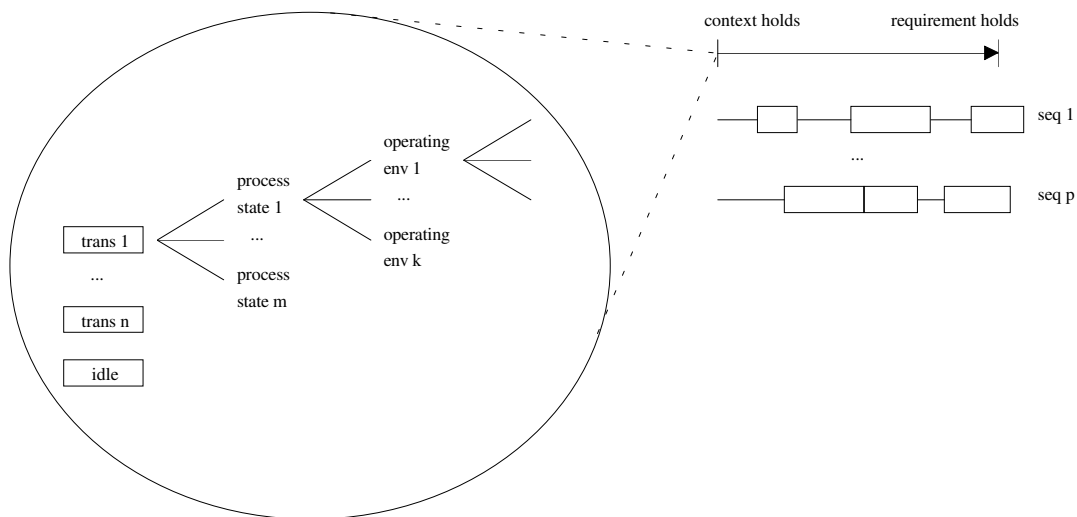 context holds
requirement holds
seq 1
...
seq p
operating
env 1
...
operating
env k
process
state 1
...
process
state m
trans 1
...
trans n
idle